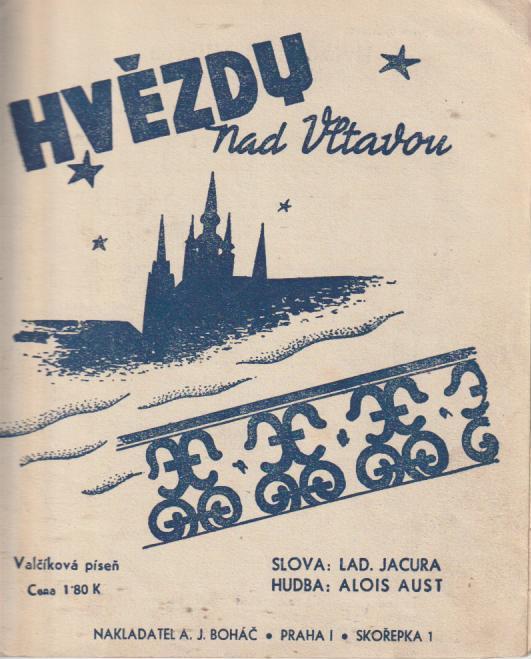 HVĚZDY
nad Vltavou
Valčíková píseň
Cena 1·80 K
SLOVA: LAD. JACURA
HUDBA: ALOIS AUST
NAKLADATEL A. J. BOHÁČ • PRAHA I • SKOŘEPKA 1